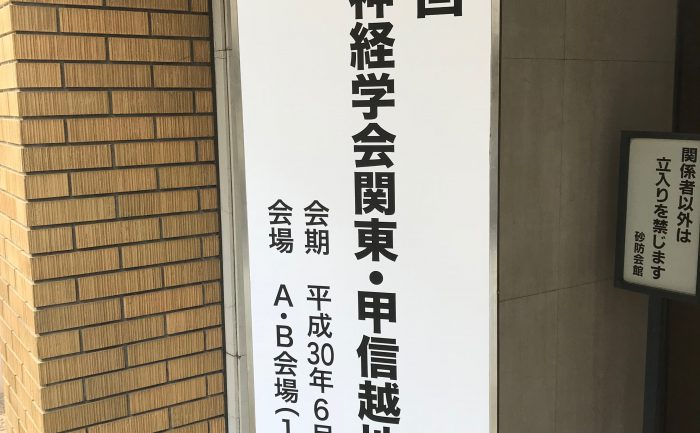 回
神経学会関東・甲信越地
会期　平成30年6月
会場　A・B会場(1
関係者以外は
立入りを禁じます
砂防会館